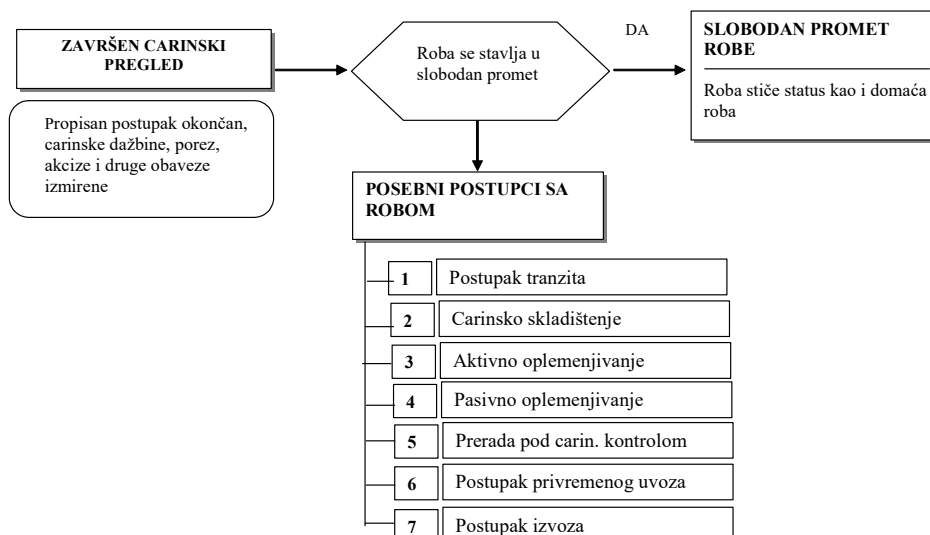 ZAVRŠEN CARINSKI
PREGLED
Propisan postupak okončan,
carinske dažbine, porez,
akcize i druge obaveze
izmirene
Roba se stavlja u
slobodan promet
DA
SLOBODAN PROMET
ROBE
Roba stiče status kao i domaća
roba
POSEBNI POSTUPCI SA
ROBOM
1 Postupak tranzita
2 Carinsko skladištenje
3 Aktivno oplemenjivanje
4 Pasivno oplemenjivanje
5 Prerada pod carin. kontrolom
6 Postupak privremenog uvoza
7 Postupak izvoza